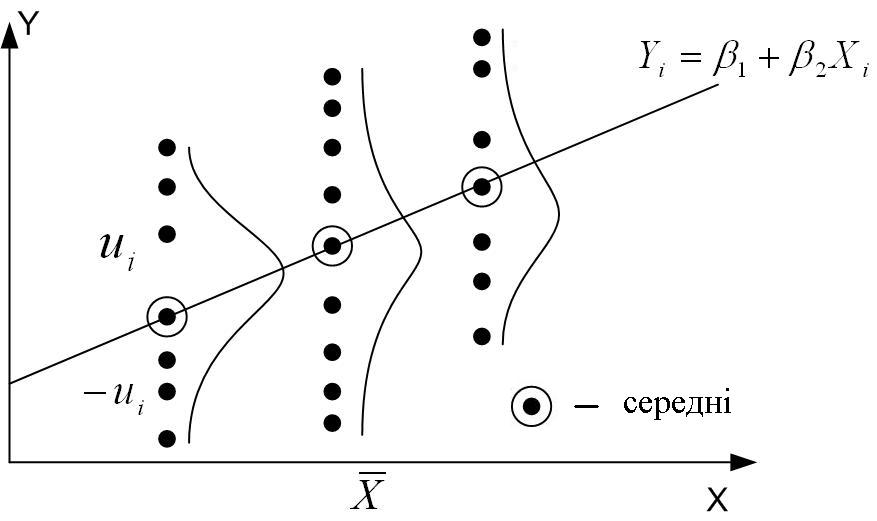 Y
Yᵢ = β₁ + β₂Xᵢ
uᵢ
−uᵢ
– середні
X̅
X